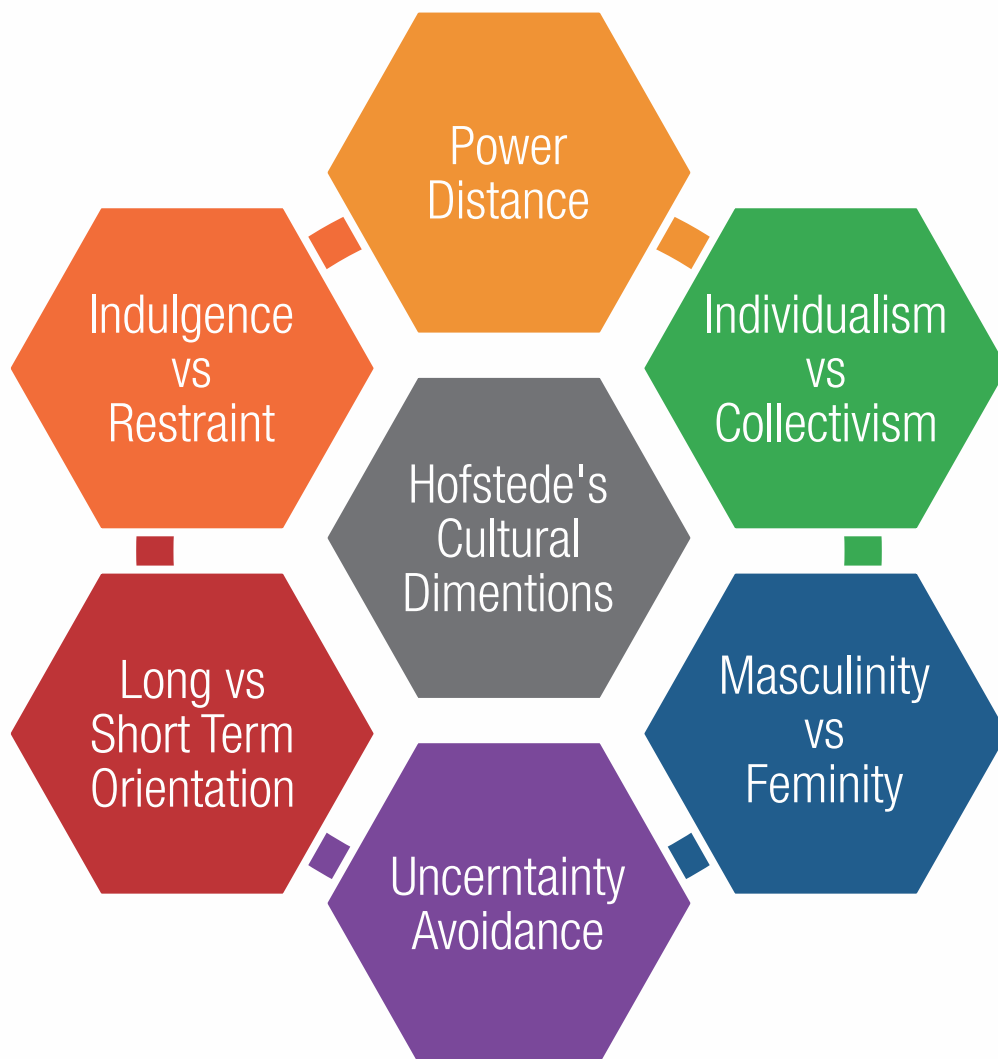 Power
Distance
Indulgence
vs
Restraint
Individualism
vs
Collectivism
Hofstede's
Cultural
Dimentions
Long vs
Short Term
Orientation
Masculinity
vs
Feminity
Uncerntainty
Avoidance